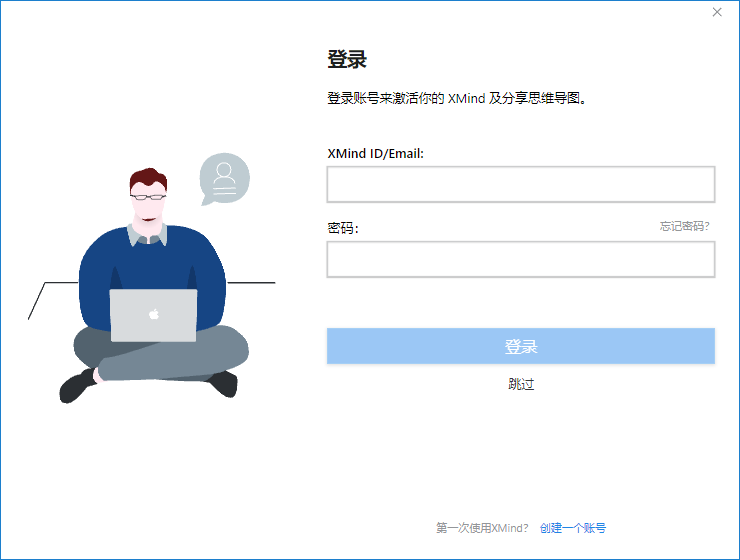 登录
登录账号来激活你的 XMind 及分享思维导图。
XMind ID/Email:
密码：
忘记密码?
登录
跳过
第一次使用XMind? 创建一个账号